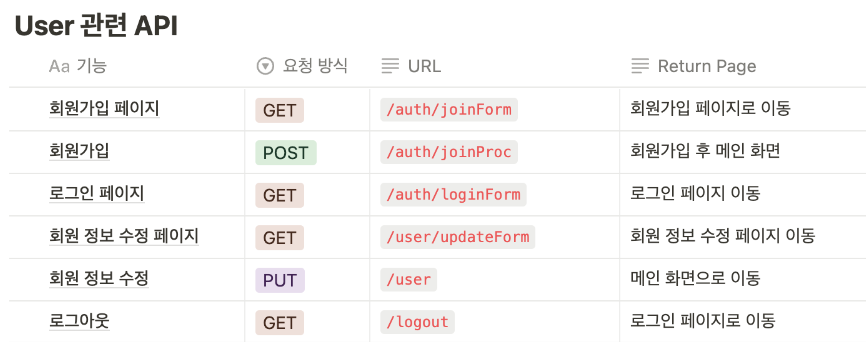 User 관련 API
Aa 기능 요청 방식 URL Return Page
회원가입 페이지 GET /auth/joinForm 회원가입 페이지로 이동
회원가입 POST /auth/joinProc 회원가입 후 메인 화면
로그인 페이지 GET /auth/loginForm 로그인 페이지 이동
회원 정보 수정 페이지 GET /user/updateForm 회원 정보 수정 페이지 이동
회원 정보 수정 PUT /user 메인 화면으로 이동
로그아웃 GET /logout 로그인 페이지로 이동